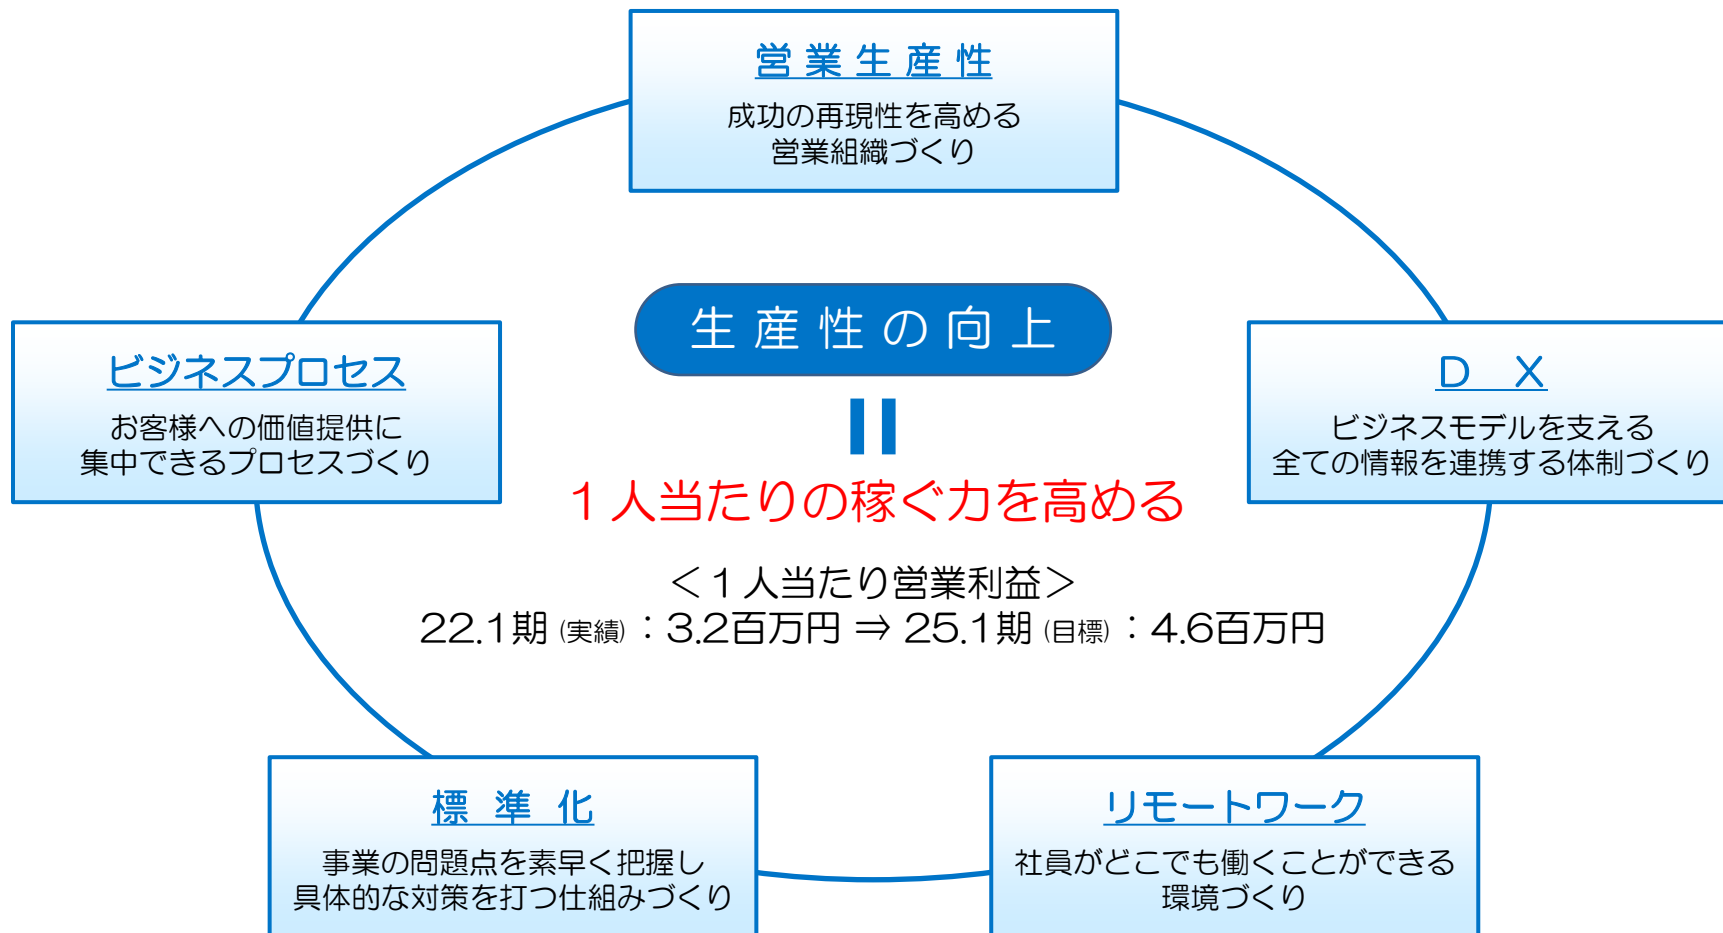 営業生産性
成功の再現性を高める
営業組織づくり
生産性の向上
ビジネスプロセス
お客様への価値提供に
集中できるプロセスづくり
DX
ビジネスモデルを支える
全ての情報を連携する体制づくり
1人当たりの稼ぐ力を高める
＜1人当たり営業利益＞
22.1期 (実績) ：3.2百万円 ⇒ 25.1期 (目標) ：4.6百万円
標準化
事業の問題点を素早く把握し
具体的な対策を打つ仕組みづくり
リモートワーク
社員がどこでも働くことができる
環境づくり